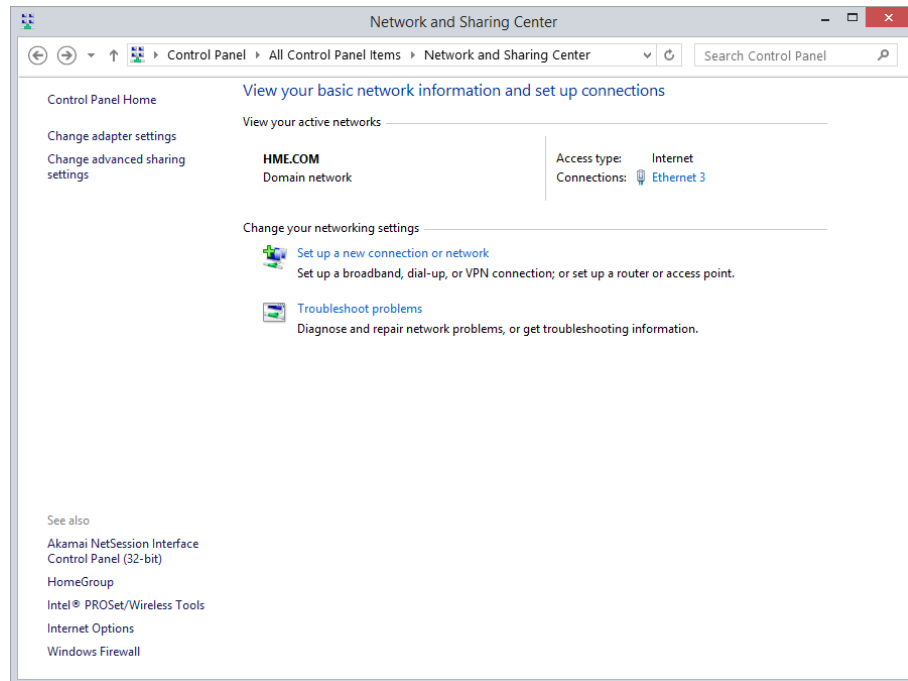 Network and Sharing Center
Control Panel All Control Panel Items Network and Sharing Center
Search Control Panel
Control Panel Home
Change adapter settings
Change advanced sharing
settings
View your basic network information and set up connections
View your active networks
HME.COM
Domain network
Access type: Internet
Connections: Ethernet 3
Change your networking settings
Set up a new connection or network
Set up a broadband, dial-up, or VPN connection; or set up a router or access point.
Troubleshoot problems
Diagnose and repair network problems, or get troubleshooting information.
See also
Akamai NetSession Interface
Control Panel (32-bit)
HomeGroup
Intel® PROSet/Wireless Tools
Internet Options
Windows Firewall